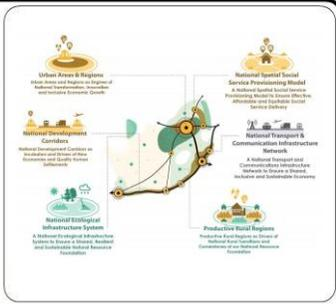 Urban Areas & Regions
Urban Areas and Regions as Engines of
National Transformation, Innovation
and Inclusive Economic Growth
National Spatial Social
Service Provisioning Model
A National Spatial Social Service
Provisioning Model to Ensure Effective,
Affordable and Equitable Social
Service Delivery
National Development
Corridors
National Development Corridors as
Incubators and Drivers of New
Economies and Quality Human
Settlements
National Transport &
Communication Infrastructure
Network
A National Transport and
Communications Infrastructure
Network to Ensure a Shared,
Inclusive and Sustainable Economy
National Ecological
Infrastructure System
A National Ecological Infrastructure
System to Ensure a Shared, Resilient
and Sustainable National Resource
Foundation
Productive Rural Regions
Productive Rural Regions as Drivers of
National Rural Transitions and
Cornerstones of our National Resource
Foundation